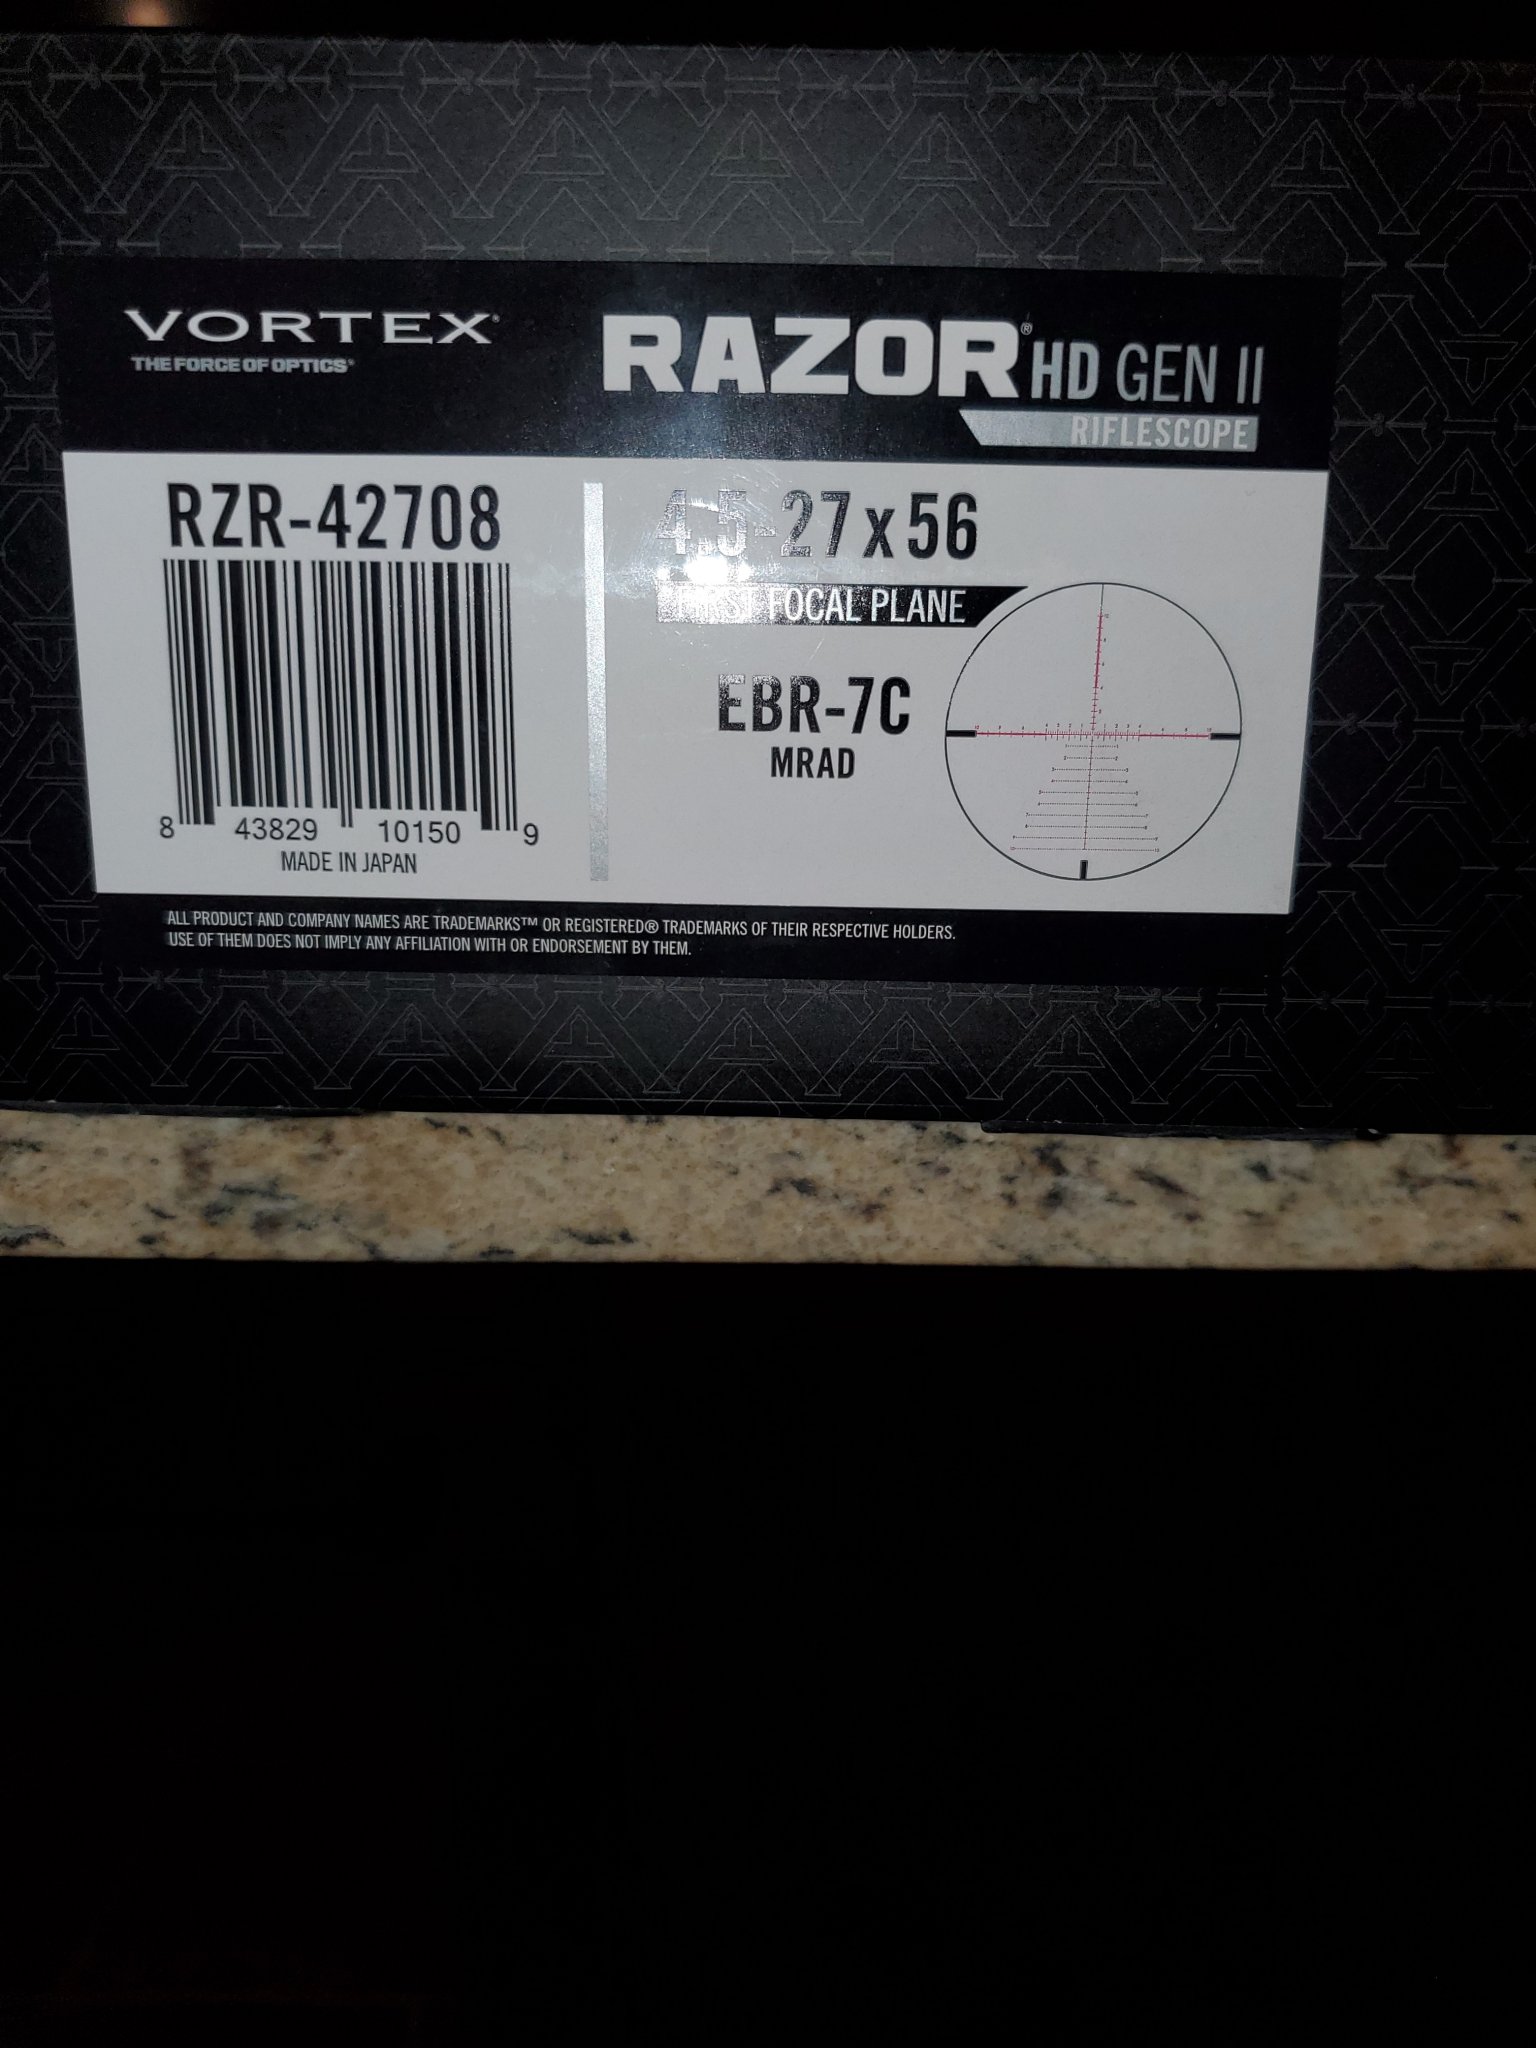 VORTEX®
THE FORCE OF OPTICS®
RAZOR® HD GEN II
RIFLESCOPE
RZR-42708
8 43829 10150 9
MADE IN JAPAN
4.5-27x56
FIRST FOCAL PLANE
EBR-7C
MRAD
ALL PRODUCT AND COMPANY NAMES ARE TRADEMARKS™ OR REGISTERED® TRADEMARKS OF THEIR RESPECTIVE HOLDERS.
USE OF THEM DOES NOT IMPLY ANY AFFILIATION WITH OR ENDORSEMENT BY THEM.